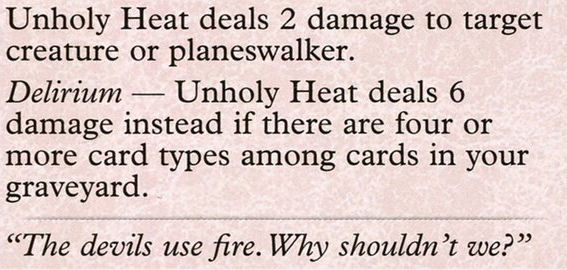 Unholy Heat deals 2 damage to target
creature or planeswalker.
Delirium — Unholy Heat deals 6
damage instead if there are four or
more card types among cards in your
graveyard.
“The devils use fire. Why shouldn’t we?”